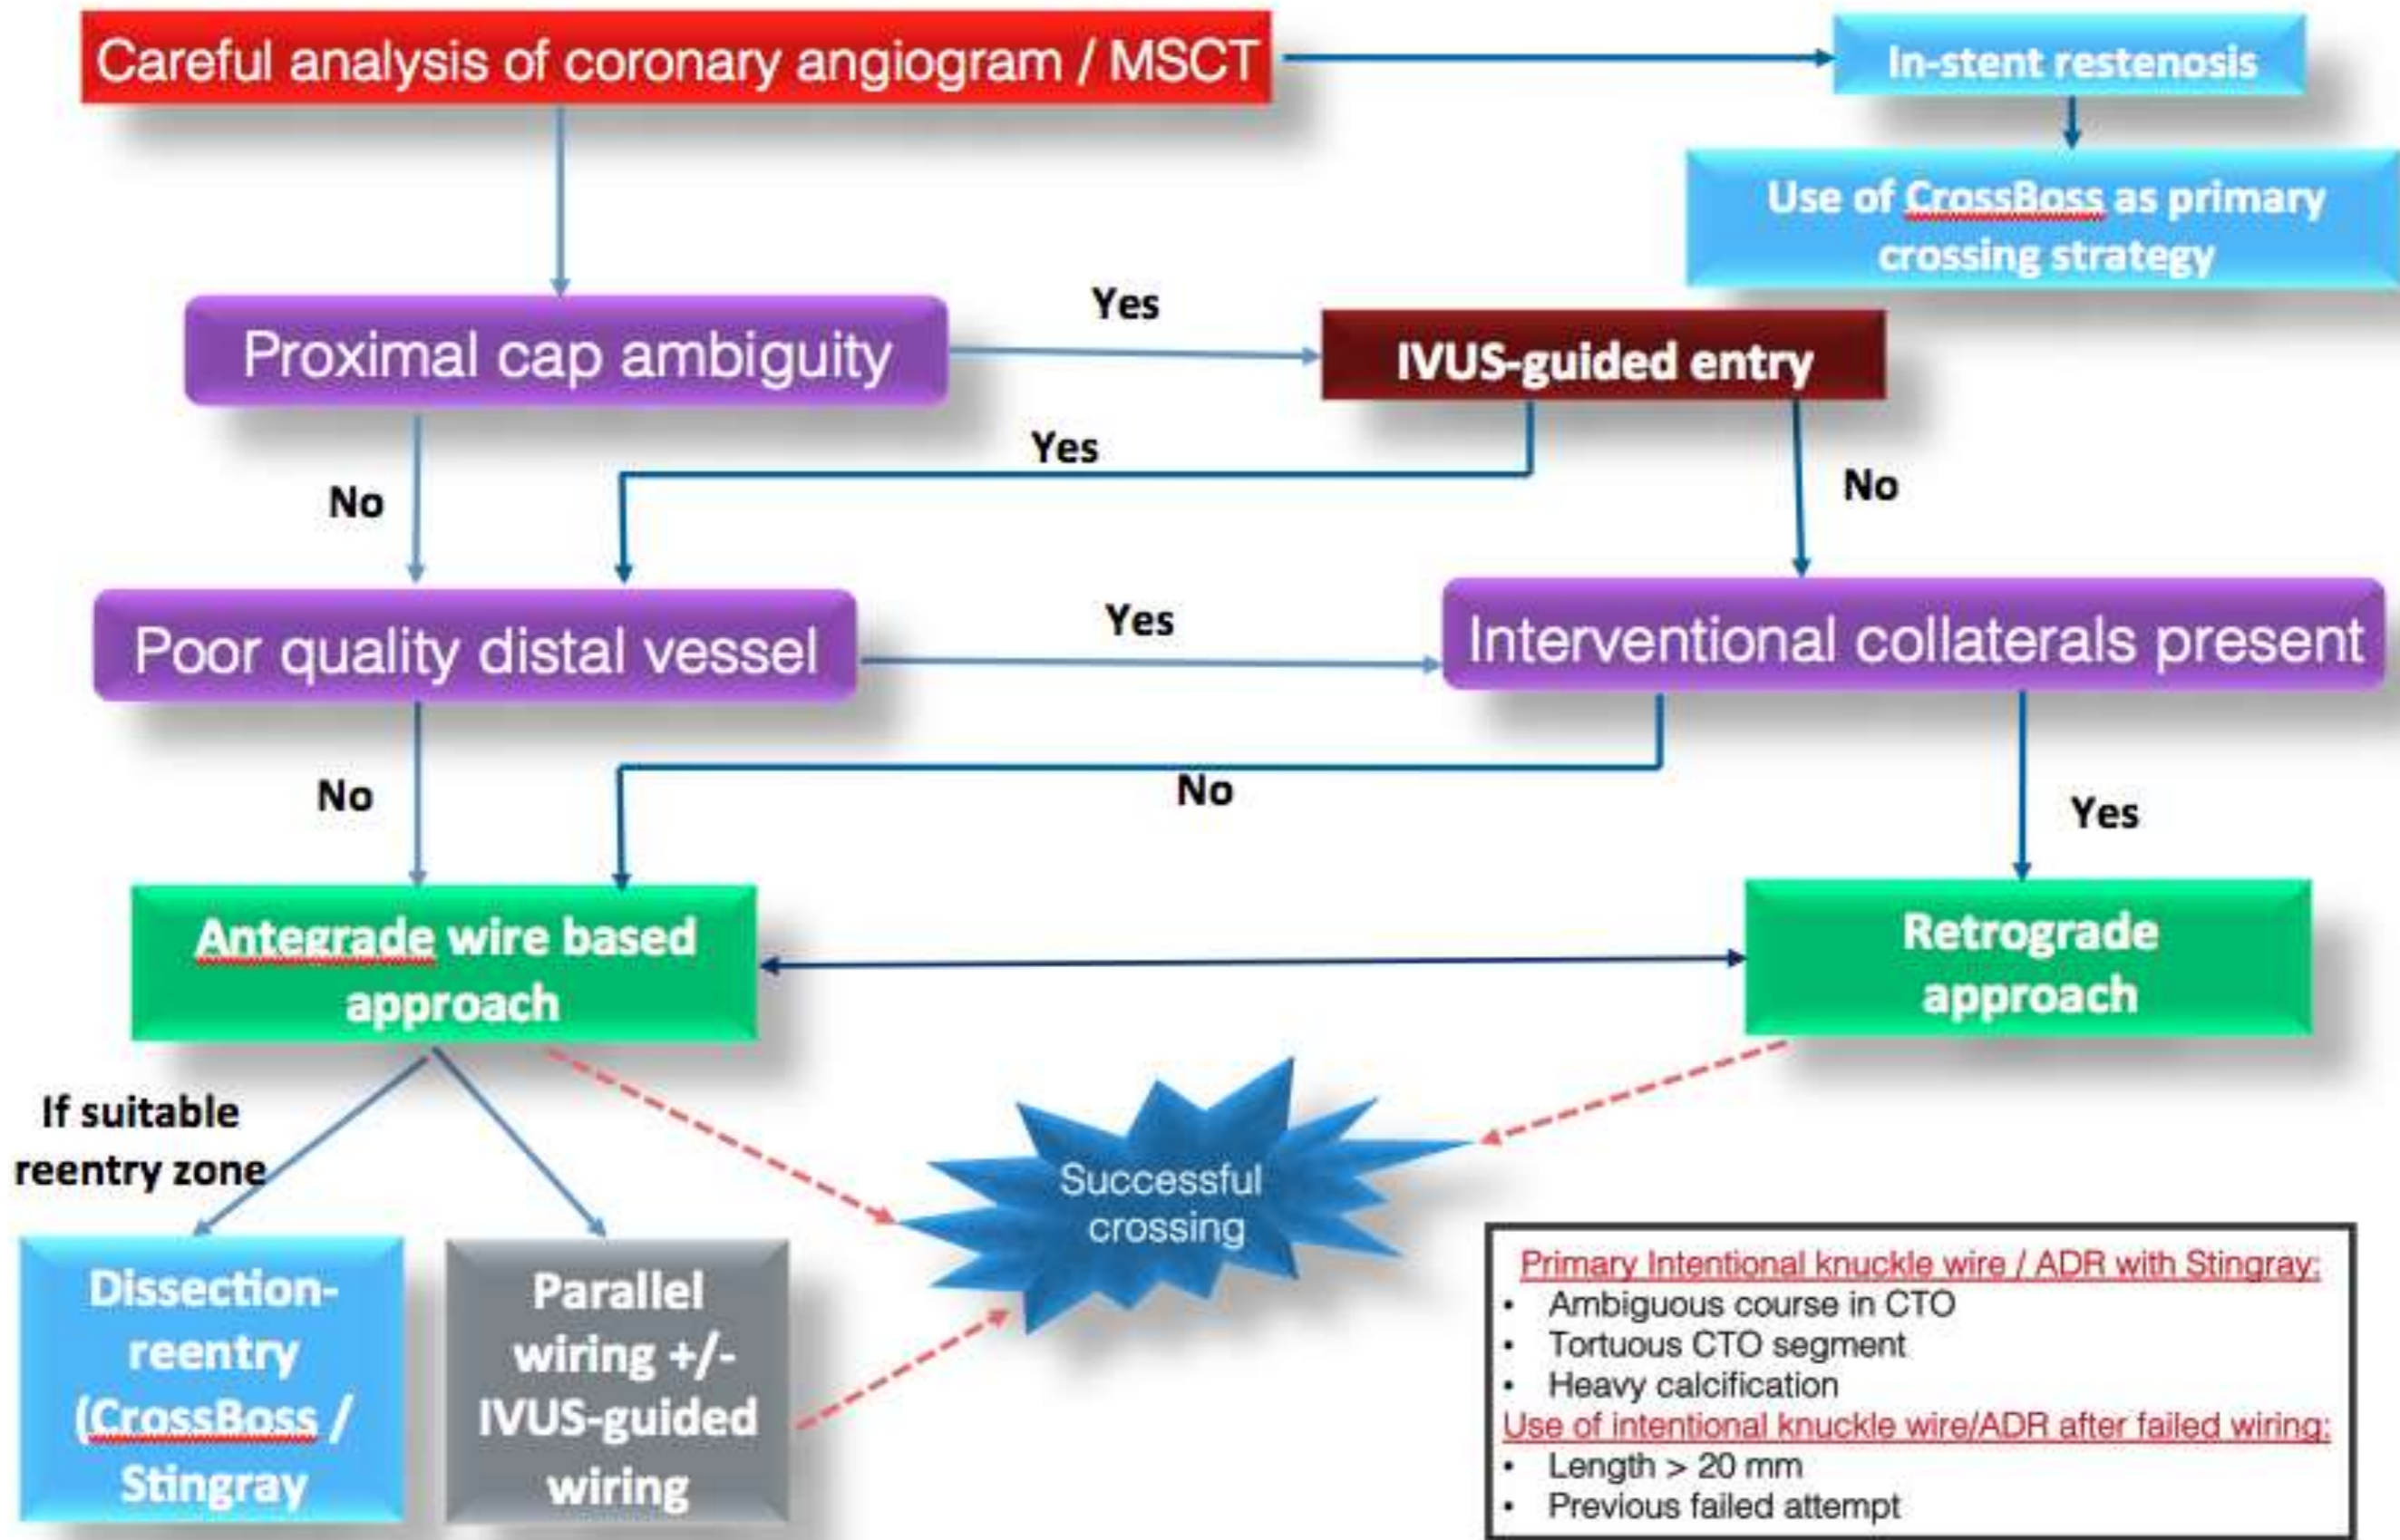 Careful analysis of coronary angiogram / MSCT
In-stent restenosis
Use of CrossBoss as primary
crossing strategy
Proximal cap ambiguity
Yes
IVUS-guided entry
Yes
No
No
Poor quality distal vessel
Yes
Interventional collaterals present
No
No
Yes
Antegrade wire based
approach
Retrograde
approach
If suitable
reentry zone
Successful
crossing
Dissection-
reentry
(CrossBoss /
Stingray
Parallel
wiring +/-
IVUS-guided
wiring
Primary Intentional knuckle wire / ADR with Stingray:
• Ambiguous course in CTO
• Tortuous CTO segment
• Heavy calcification
Use of intentional knuckle wire/ADR after failed wiring:
• Length > 20 mm
• Previous failed attempt